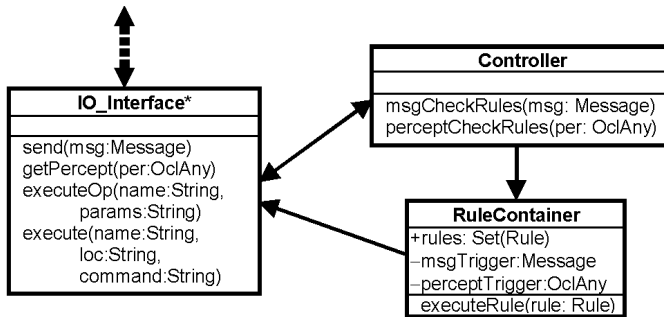 IO_Interface*
send(msg:Message)
getPercept(per:OclAny)
executeOp(name:String,
params:String)
execute(name:String,
loc:String,
command:String)
Controller
msgCheckRules(msg: Message)
perceptCheckRules(per: OclAny)
RuleContainer
+rules: Set(Rule)
–msgTrigger:Message
–perceptTrigger:OclAny
executeRule(rule: Rule)